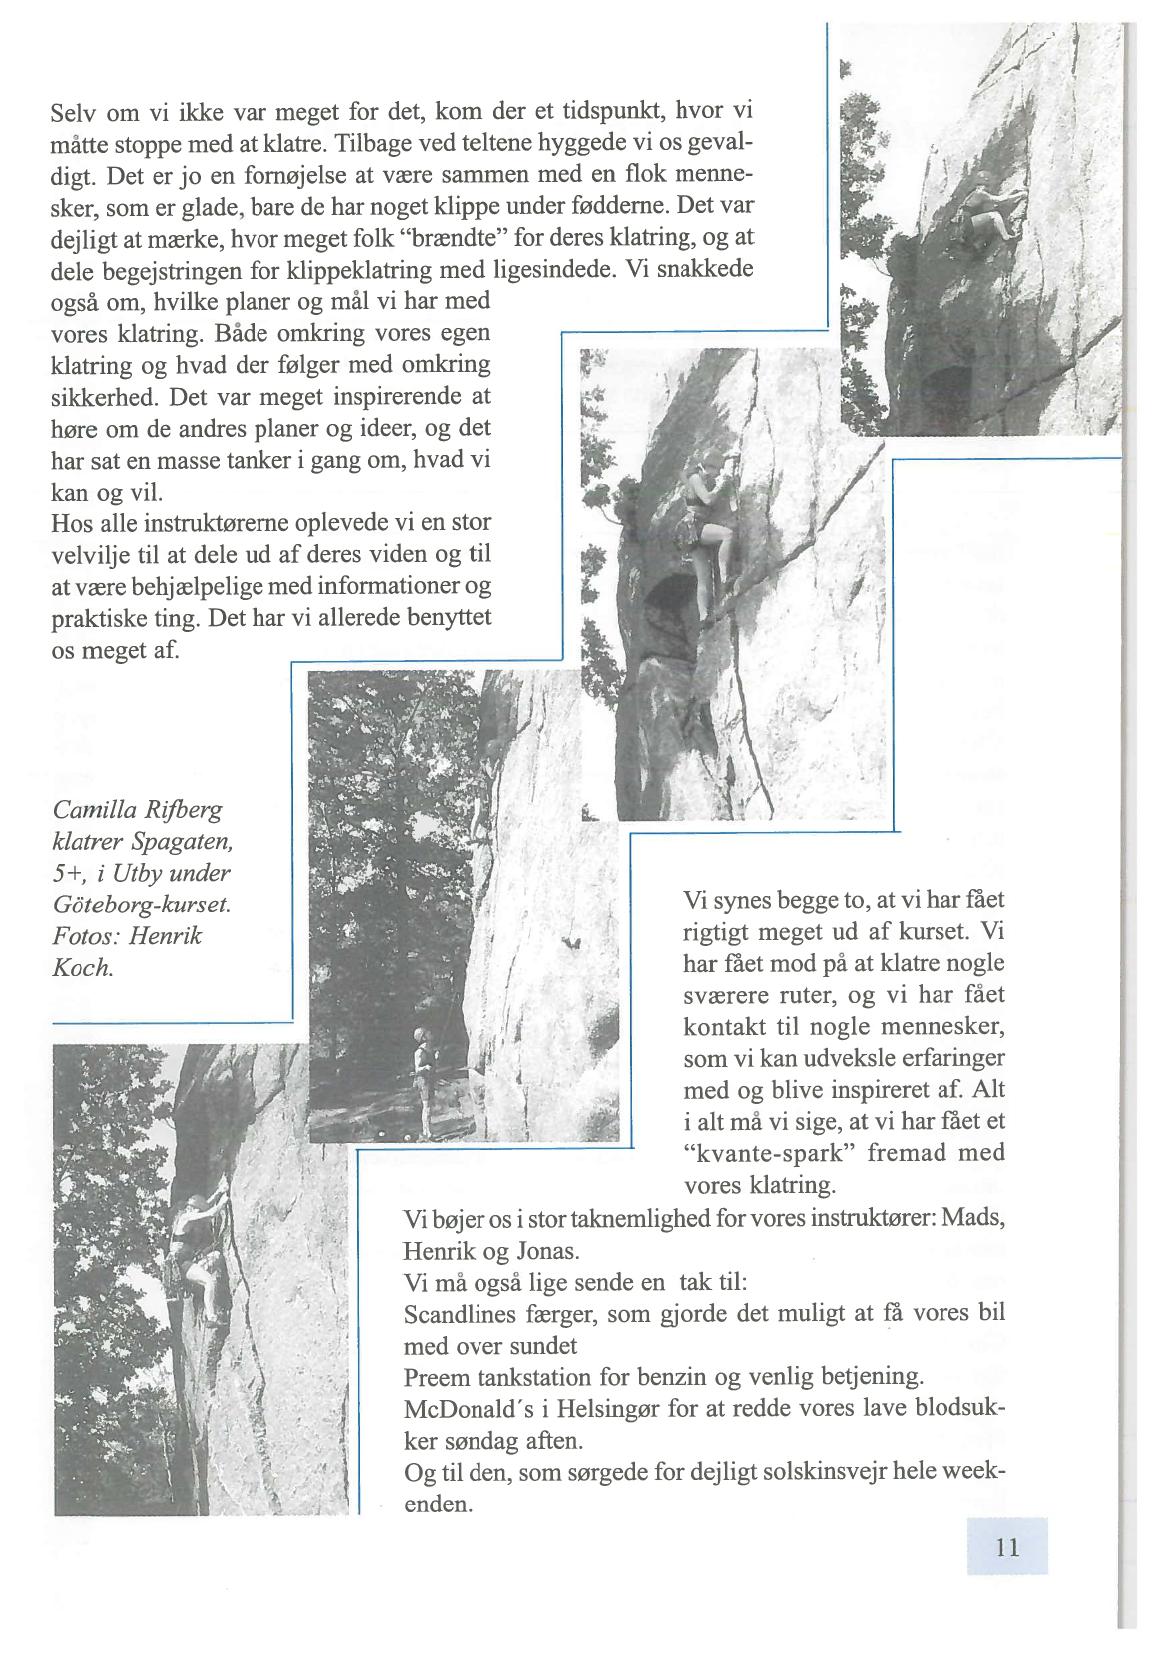 Selv om vi ikke var meget for det, kom der et tidspunkt, hvor vi
måtte stoppe med at klatre. Tilbage ved teltene hyggede vi os geval-
digt. Det er jo en fornøjelse at være sammen med en flok menne-
sker, som er glade, bare de har noget klippe under fødderne. Det var
dejligt at mærke, hvor meget folk “brændte” for deres klatring, og at
dele begejstringen for klippeklatring med ligesindede. Vi snakkede
også om, hvilke planer og mål vi har med
vores klatring. Både omkring vores egen
klatring og hvad der følger med omkring
sikkerhed. Det var meget inspirerende at
høre om de andres planer og ideer, og det
har sat en masse tanker i gang om, hvad vi
kan og vil.
Hos alle instruktørerne oplevede vi en stor
velvilje til at dele ud af deres viden og til
at være behjælpelige med informationer og
praktiske ting. Det har vi allerede benyttet
os meget af.
Camilla Rifbjerg
klatrer Spagaten,
5+, i Utby under
Göteborg-kurset.
Fotos: Henrik
Koch.
Vi synes begge to, at vi har fået
rigtigt meget ud af kurset. Vi
har fået mod på at klatre nogle
sværere ruter, og vi har fået
kontakt til nogle mennesker,
som vi kan udveksle erfaringer
med og blive inspireret af. Alt
i alt må vi sige, at vi har fået et
“kvante-spark” fremad med
vores klatring.
Vi bøjer os i stor taknemlighed for vores instruktører: Mads,
Henrik og Jonas.
Vi må også lige sende en tak til:
Scandlines færger, som gjorde det muligt at få vores bil
med over sundet
Preem tankstation for benzin og venlig betjening.
McDonald´s i Helsingør for at redde vores lave blodsuk-
ker søndag aften.
Og til den, som sørgede for dejligt solskinsvejr hele week-
enden.
11